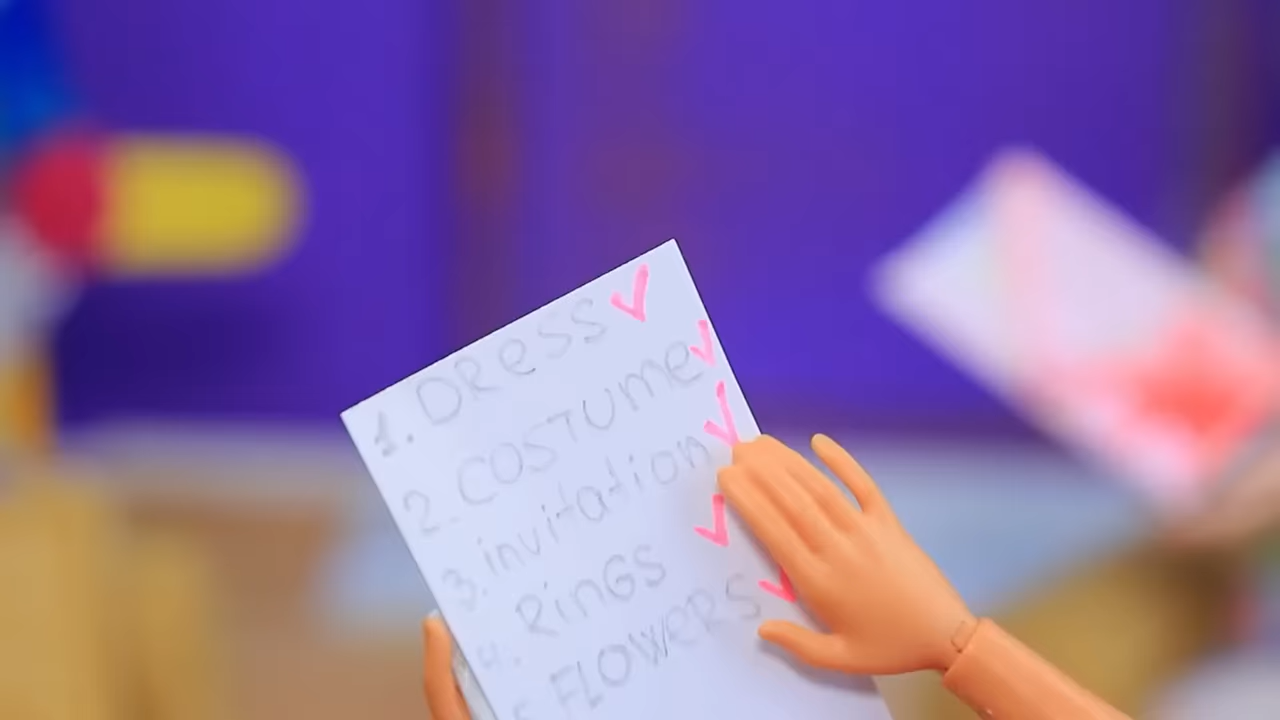 1. DRess
2. COSTUme
3. invitation
4. RinGS
5. FLOWeRS